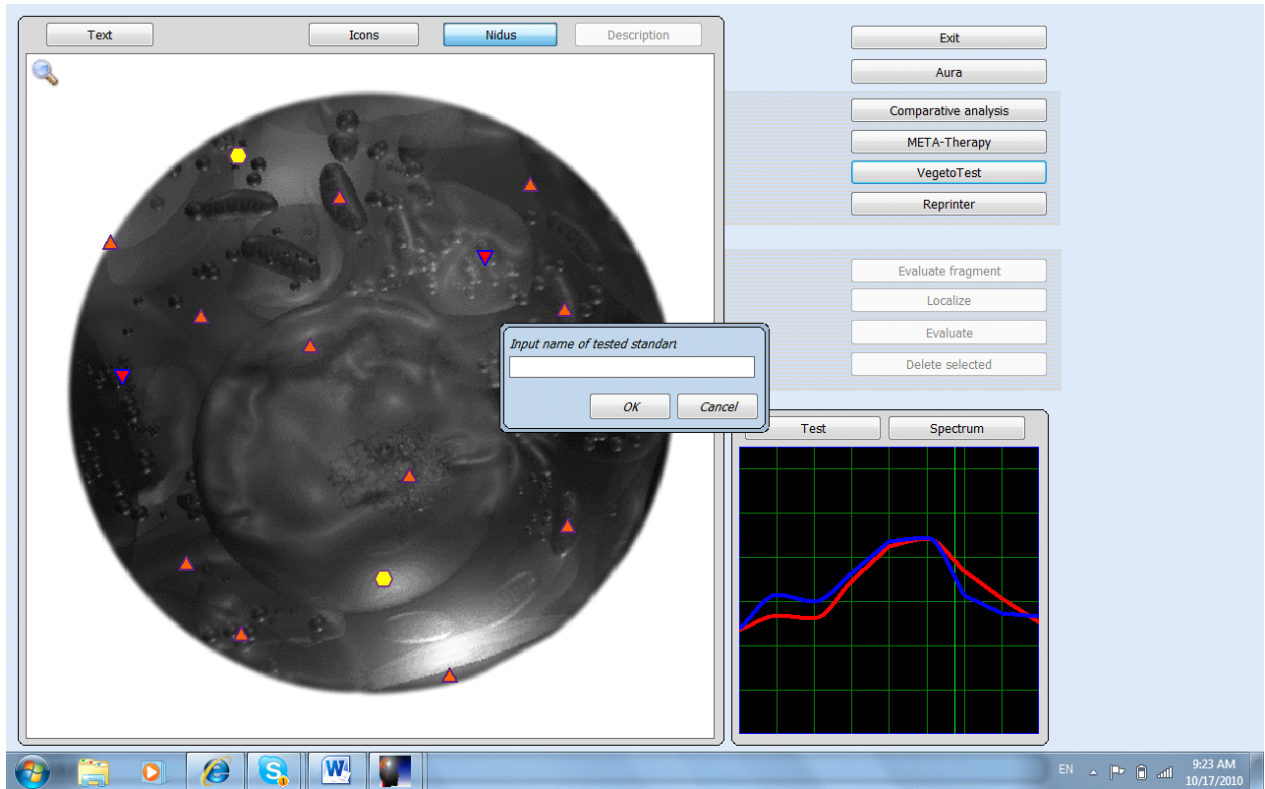 Text
Icons
Nidus
Description
Exit
Aura
Comparative analysis
META-Therapy
VegetoTest
Reprinter
Evaluate fragment
Localize
Evaluate
Delete selected
Input name of tested standart
OK
Cancel
Test
Spectrum
EN
9:23 AM
10/17/2010